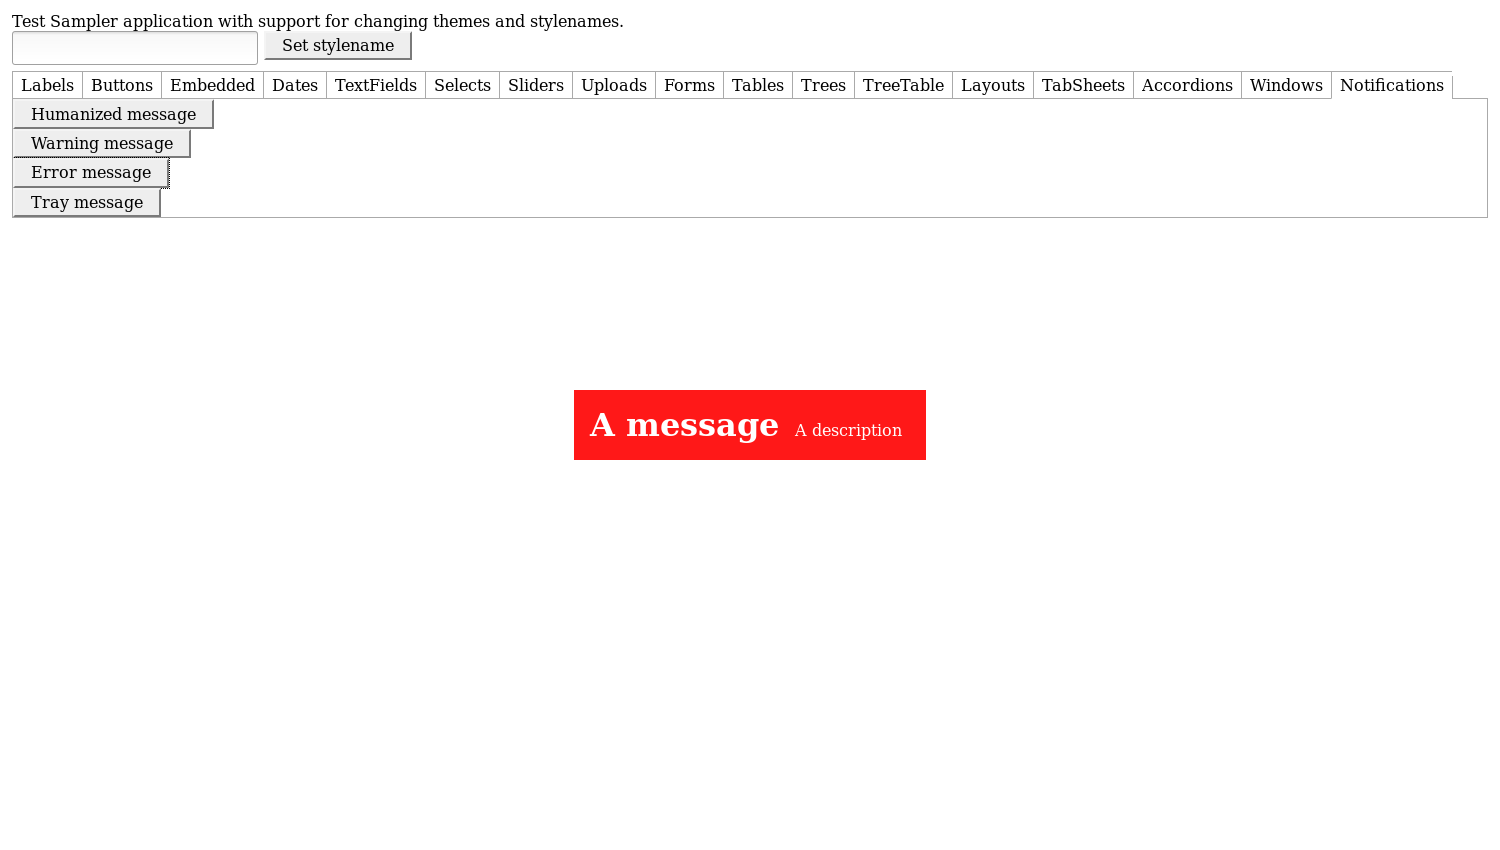 Test Sampler application with support for changing themes and stylenames.
Set stylename
Labels Buttons Embedded Dates TextFields Selects Sliders Uploads Forms Tables Trees TreeTable Layouts TabSheets Accordions Windows Notifications
Humanized message
Warning message
Error message
Tray message
A message A description